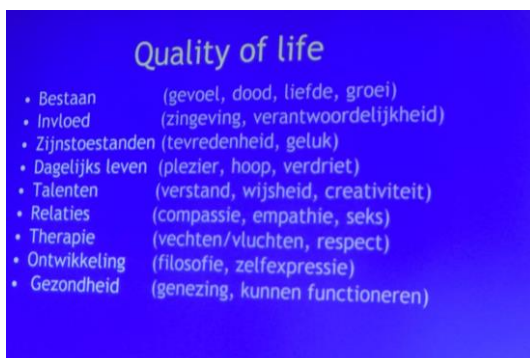 Quality of life
• Bestaan (gevoel, dood, liefde, groei)
• Invloed (zingeving, verantwoordelijkheid)
• Zijnstoestanden (tevredenheid, geluk)
• Dagelijks leven (plezier, hoop, verdriet)
• Talenten (verstand, wijsheid, creativiteit)
• Relaties (compassie, empathie, seks)
• Therapie (vechten/vluchten, respect)
• Ontwikkeling (filosofie, zelfexpressie)
• Gezondheid (genezing, kunnen functioneren)